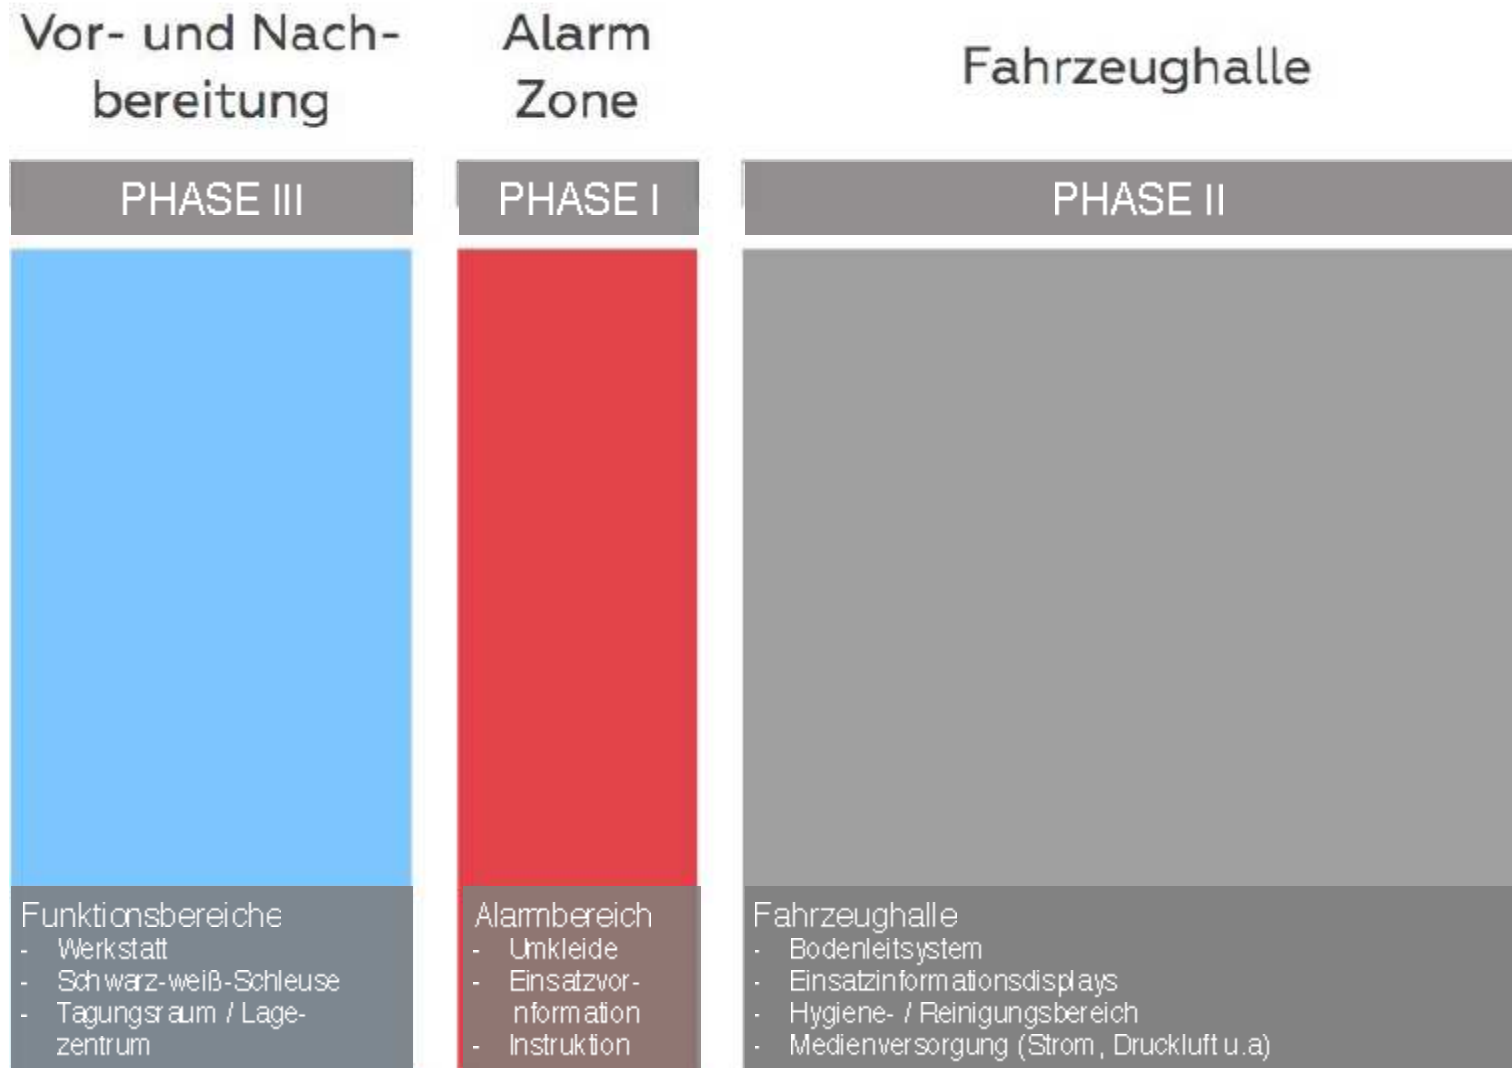 Vor- und Nach-
bereitung
PHASE III
Funktionsbereiche
- Werkstatt
- Schwarz-weiß-Schleuse
- Tagungsraum / Lage-
zentrum
Alarm
Zone
PHASE I
Alarmbereich
- Umkleide
- Einsatzvor-
nformation
- Instruktion
Fahrzeughalle
PHASE II
Fahrzeughalle
- Bodenleitsystem
- Einsatzinformationsdisplays
- Hygiene- / Reinigungsbereich
- Medienversorgung (Strom, Druckluft u.a)